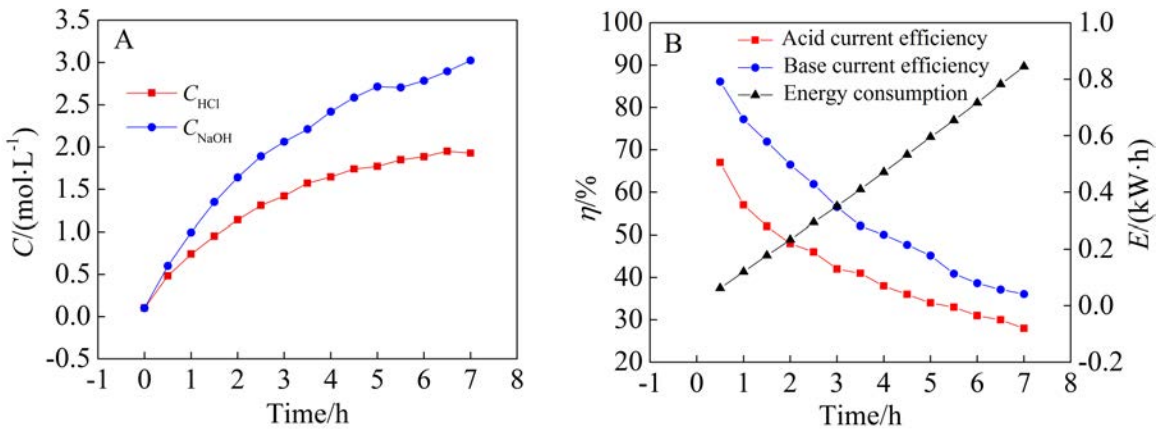 A
C_HCl
C_NaOH
C/(mol·L⁻¹)
3.5
3.0
2.5
2.0
1.5
1.0
0.5
0.0
-0.5
-1 0 1 2 3 4 5 6 7 8
Time/h
B
Acid current efficiency
Base current efficiency
Energy consumption
η/%
100
90
80
70
60
50
40
30
20
1.0
0.8
0.6
0.4
0.2
0.0
-0.2
E/(kW·h)
-1 0 1 2 3 4 5 6 7 8
Time/h